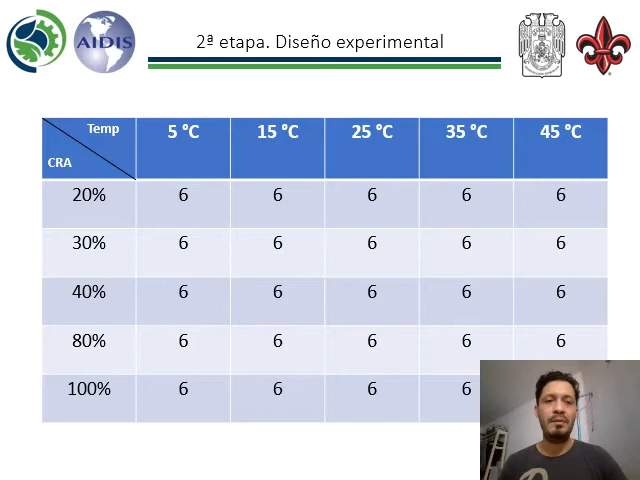 AIDIS
2ª etapa. Diseño experimental
Temp
CRA
5 °C 15 °C 25 °C 35 °C 45 °C
20% 6 6 6 6 6
30% 6 6 6 6 6
40% 6 6 6 6 6
80% 6 6 6 6 6
100% 6 6 6 6